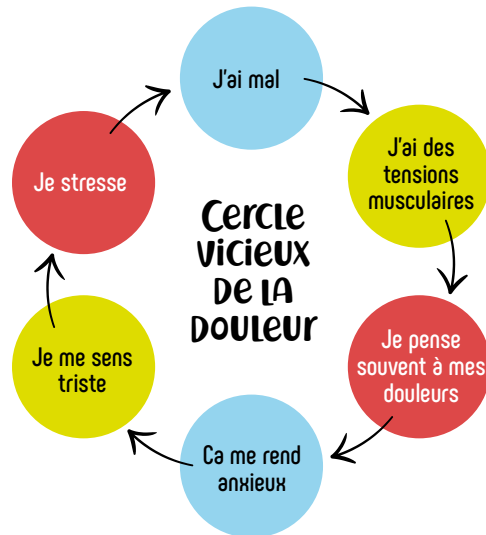 J'ai mal
J'ai des
tensions
musculaires
Je pense
souvent à mes
douleurs
Ca me rend
anxieux
Je me sens
triste
Je stresse
Cercle
vicieux
de la
douleur